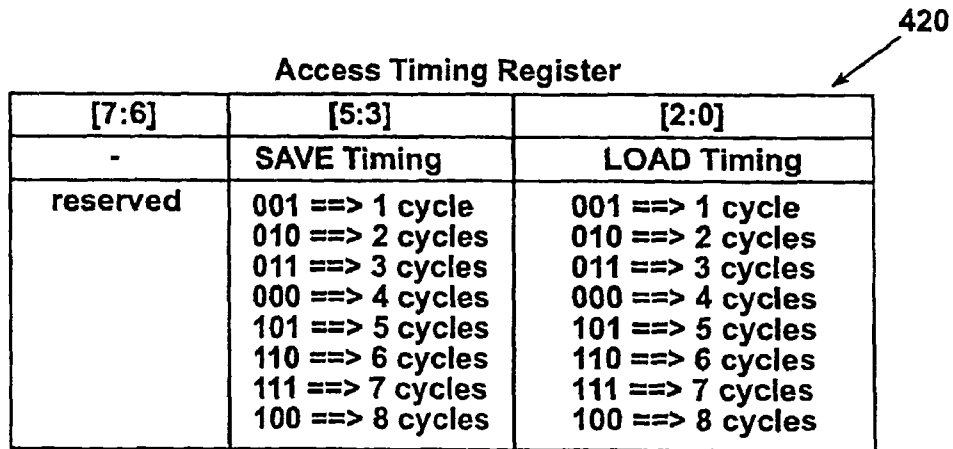 420
Access Timing Register
[7:6] [5:3] [2:0]
- SAVE Timing LOAD Timing
reserved 001 ==> 1 cycle 001 ==> 1 cycle
010 ==> 2 cycles 010 ==> 2 cycles
011 ==> 3 cycles 011 ==> 3 cycles
000 ==> 4 cycles 000 ==> 4 cycles
101 ==> 5 cycles 101 ==> 5 cycles
110 ==> 6 cycles 110 ==> 6 cycles
111 ==> 7 cycles 111 ==> 7 cycles
100 ==> 8 cycles 100 ==> 8 cycles